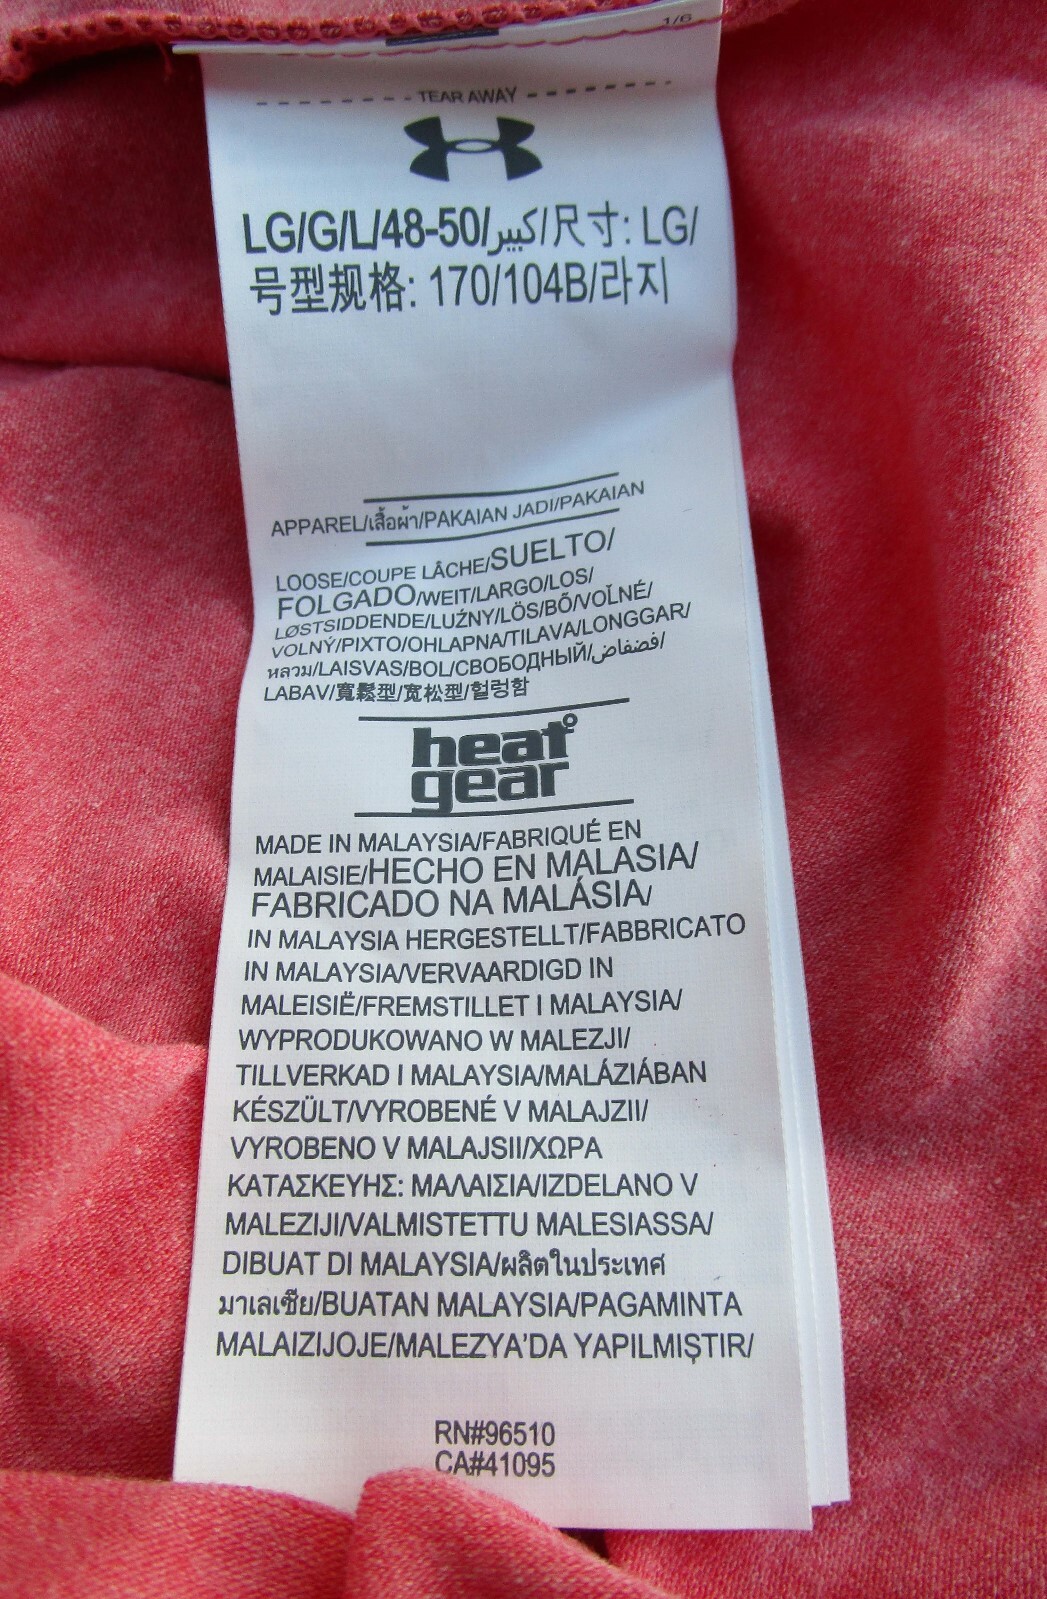 1/6
TEAR AWAY
LG/G/L/48-50/كبير/尺寸: LG/
号型规格: 170/104B/라지
APPAREL/เสื้อผ้า/PAKAIAN JADI/PAKAIAN
LOOSE/COUPE LÂCHE/SUELTO/
FOLGADO/WEIT/LARGO/LOS/
LØSTSIDDENDE/LUŹNY/LÖS/BŐ/VOĽNÉ/
VOLNÝ/ΡΙΧΤΟ/OHLAPNA/TILAVA/LONGGAR/
หลวม/LAISVAS/BOL/СВОБОДНЫЙ/فضفاض/
LABAV/寬鬆型/宽松型/헐렁함
heat
gear
MADE IN MALAYSIA/FABRIQUÉ EN
MALAISIE/HECHO EN MALASIA/
FABRICADO NA MALÁSIA/
IN MALAYSIA HERGESTELLT/FABBRICATO
IN MALAYSIA/VERVAARDIGD IN
MALEISIË/FREMSTILLET I MALAYSIA/
WYPRODUKOWANO W MALEZJI/
TILLVERKAD I MALAYSIA/MALÁZIÁBAN
KÉSZÜLT/VYROBENÉ V MALAJZII/
VYROBENO V MALAJSII/ΧΩΡΑ
ΚΑΤΑΣΚΕΥΗΣ: ΜΑΛΑΙΣΙΑ/IZDELANO V
MALEZIJI/VALMISTETTU MALESIASSA/
DIBUAT DI MALAYSIA/ผลิตในประเทศ
มาเลเซีย/BUATAN MALAYSIA/PAGAMINTA
MALAIZIJOJE/MALEZYA'DA YAPILMIŞTIR/
RN#96510
CA#41095